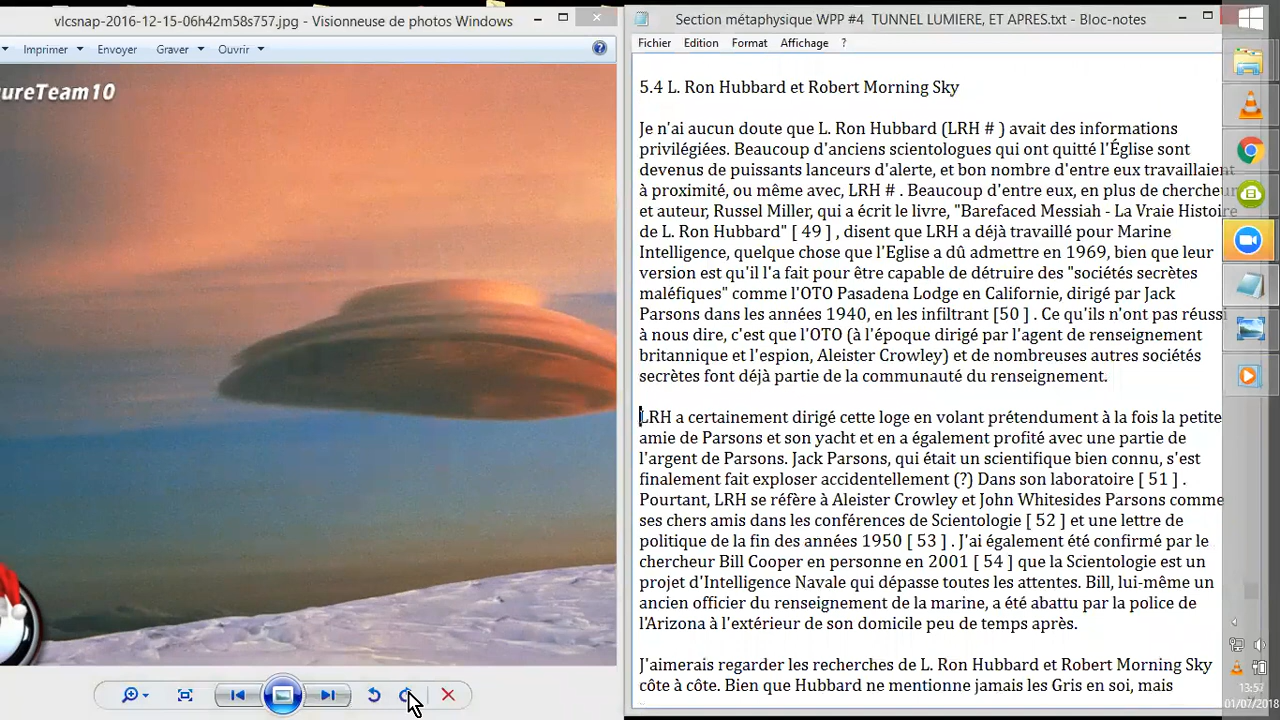 vlcsnap-2016-12-15-06h42m58s757.jpg - Visionneuse de photos Windows
Imprimer Envoyer Graver Ouvrir
ureTeam10
Section métaphysique WPP #4 TUNNEL LUMIERE, ET APRES.txt - Bloc-notes
Fichier Edition Format Affichage ?
5.4 L. Ron Hubbard et Robert Morning Sky
Je n'ai aucun doute que L. Ron Hubbard (LRH # ) avait des informations
privilégiées. Beaucoup d'anciens scientologues qui ont quitté l'Église sont
devenus de puissants lanceurs d'alerte, et bon nombre d'entre eux travaillaient
à proximité, ou même avec, LRH # . Beaucoup d'entre eux, en plus de chercheur
et auteur, Russel Miller, qui a écrit le livre, "Barefaced Messiah - La Vraie Histoire
de L. Ron Hubbard" [ 49 ] , disent que LRH a déjà travaillé pour Marine
Intelligence, quelque chose que l'Eglise a dû admettre en 1969, bien que leur
version est qu'il l'a fait pour être capable de détruire des "sociétés secrètes
maléfiques" comme l'OTO Pasadena Lodge en Californie, dirigé par Jack
Parsons dans les années 1940, en les infiltrant [50 ] . Ce qu'ils n'ont pas réussi
à nous dire, c'est que l'OTO (à l'époque dirigé par l'agent de renseignement
britannique et l'espion, Aleister Crowley) et de nombreuses autres sociétés
secrètes font déjà partie de la communauté du renseignement.
LRH a certainement dirigé cette loge en volant prétendument à la fois la petite
amie de Parsons et son yacht et en a également profité avec une partie de
l'argent de Parsons. Jack Parsons, qui était un scientifique bien connu, s'est
finalement fait exploser accidentellement (?) Dans son laboratoire [ 51 ] .
Pourtant, LRH se réfère à Aleister Crowley et John Whitesides Parsons comme
ses chers amis dans les conférences de Scientologie [ 52 ] et une lettre de
politique de la fin des années 1950 [ 53 ] . J'ai également été confirmé par le
chercheur Bill Cooper en personne en 2001 [ 54 ] que la Scientologie est un
projet d'Intelligence Navale qui dépasse toutes les attentes. Bill, lui-même un
ancien officier du renseignement de la marine, a été abattu par la police de
l'Arizona à l'extérieur de son domicile peu de temps après.
J'aimerais regarder les recherches de L. Ron Hubbard et Robert Morning Sky
côte à côte. Bien que Hubbard ne mentionne jamais les Gris en soi, mais
13:57
01/07/2018